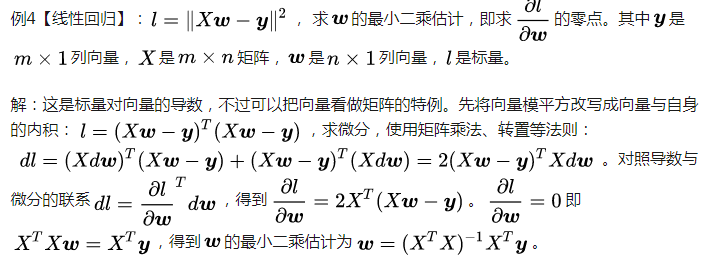 例4【线性回归】：$l = \|X\boldsymbol{w} - \boldsymbol{y}\|^2$，求 $\boldsymbol{w}$ 的最小二乘估计，即求 $\dfrac{\partial l}{\partial \boldsymbol{w}}$ 的零点。其中 $\boldsymbol{y}$ 是
$m \times 1$ 列向量，$X$ 是 $m \times n$ 矩阵，$\boldsymbol{w}$ 是 $n \times 1$ 列向量，$l$ 是标量。
解：这是标量对向量的导数，不过可以把向量看做矩阵的特例。先将向量模平方改写成向量与自身
的内积：$l = (X\boldsymbol{w} - \boldsymbol{y})^T(X\boldsymbol{w} - \boldsymbol{y})$，求微分，使用矩阵乘法、转置等法则：
$dl = (Xd\boldsymbol{w})^T(X\boldsymbol{w} - \boldsymbol{y}) + (X\boldsymbol{w} - \boldsymbol{y})^T(Xd\boldsymbol{w}) = 2(X\boldsymbol{w} - \boldsymbol{y})^T Xd\boldsymbol{w}$ 。对照导数与
微分的联系 $dl = \dfrac{\partial l}{\partial \boldsymbol{w}}^T d\boldsymbol{w}$，得到 $\dfrac{\partial l}{\partial \boldsymbol{w}} = 2X^T(X\boldsymbol{w} - \boldsymbol{y})$ 。$\dfrac{\partial l}{\partial \boldsymbol{w}} = 0$ 即
$X^T X\boldsymbol{w} = X^T\boldsymbol{y}$，得到 $\boldsymbol{w}$ 的最小二乘估计为 $\boldsymbol{w} = (X^T X)^{-1}X^T\boldsymbol{y}$ 。